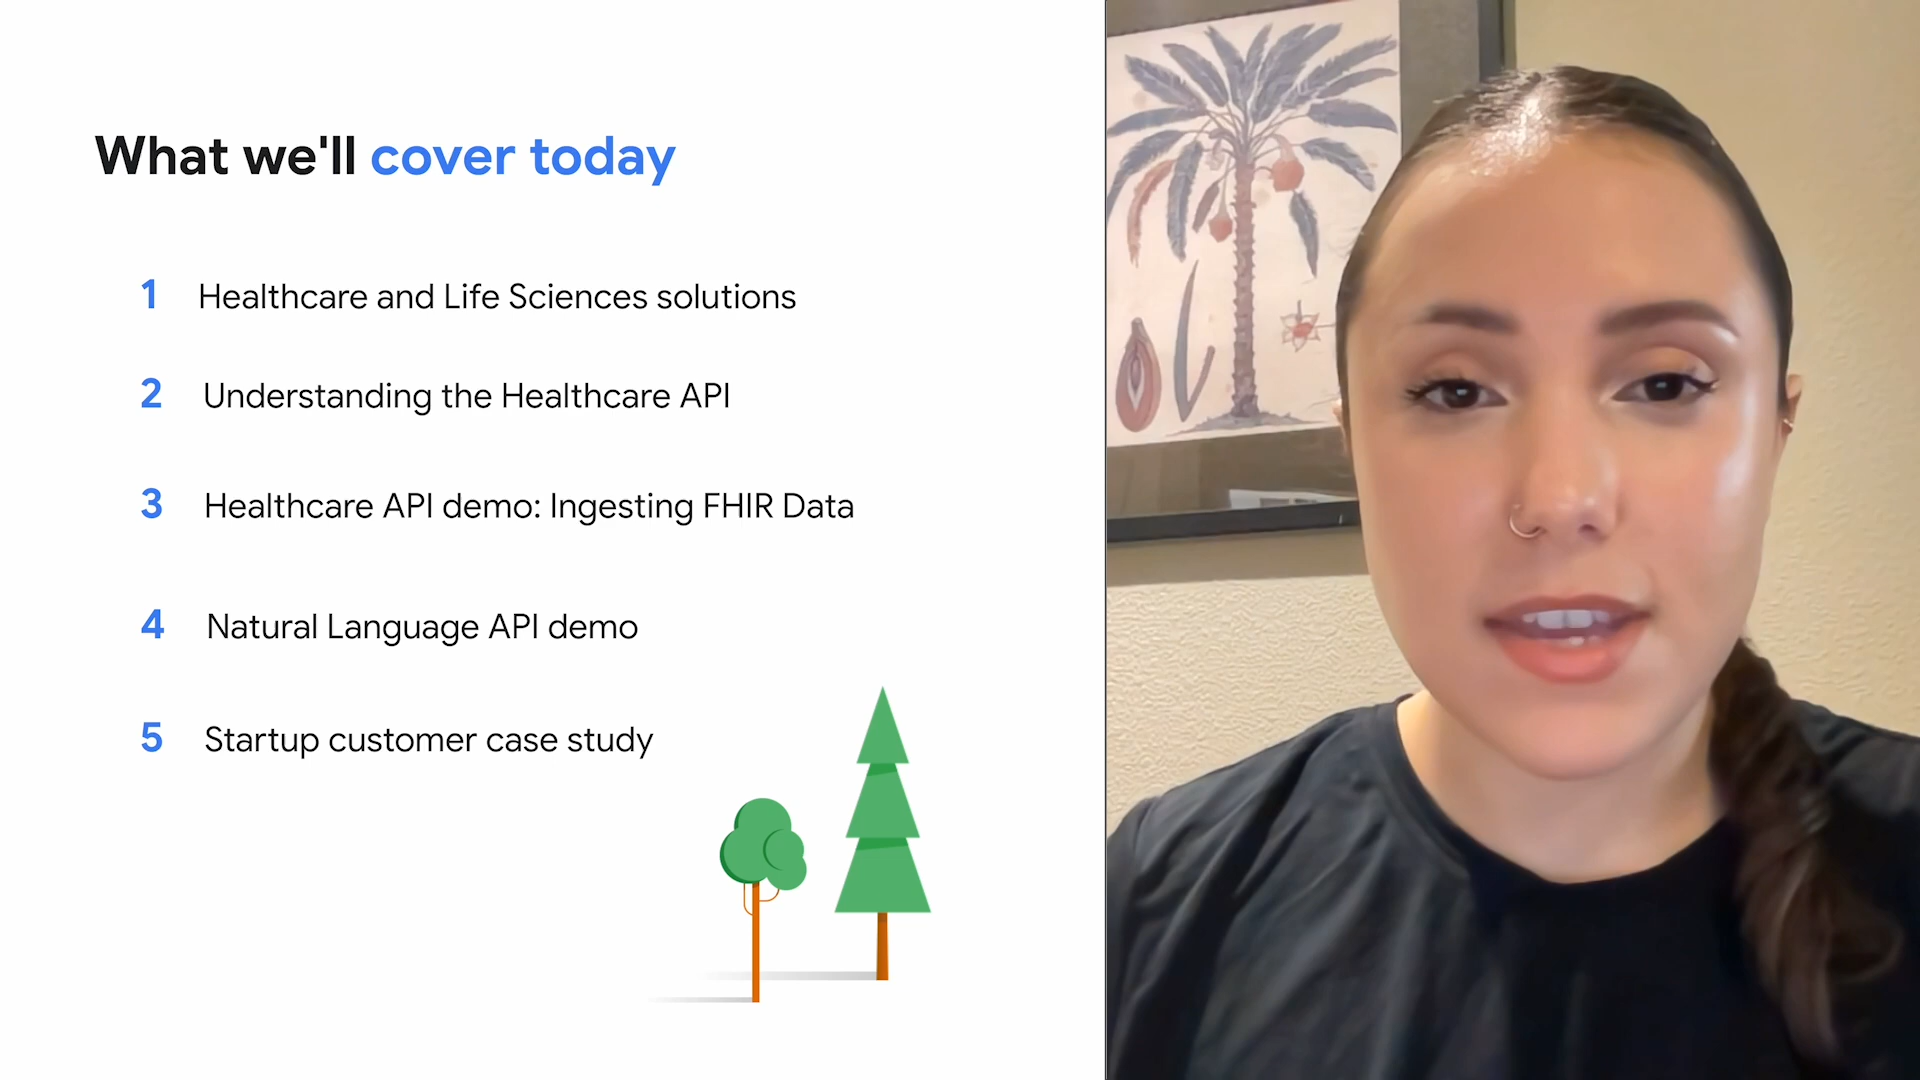 What we'll cover today
1 Healthcare and Life Sciences solutions
2 Understanding the Healthcare API
3 Healthcare API demo: Ingesting FHIR Data
4 Natural Language API demo
5 Startup customer case study